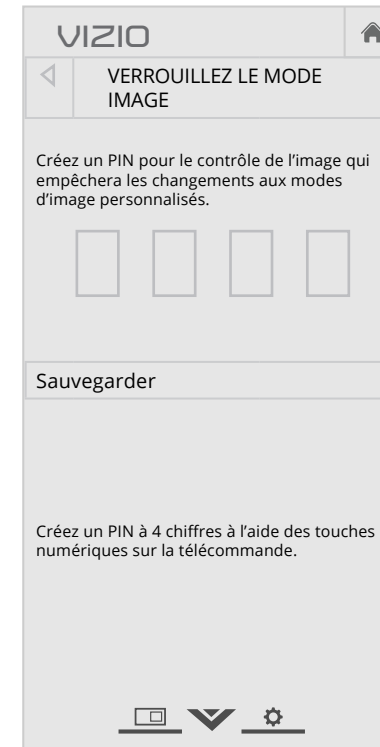 VIZIO
VERROUILLEZ LE MODE
IMAGE
Créez un PIN pour le contrôle de l’image qui
empêchera les changements aux modes
d’image personnalisés.
Sauvegarder
Créez un PIN à 4 chiffres à l’aide des touches
numériques sur la télécommande.